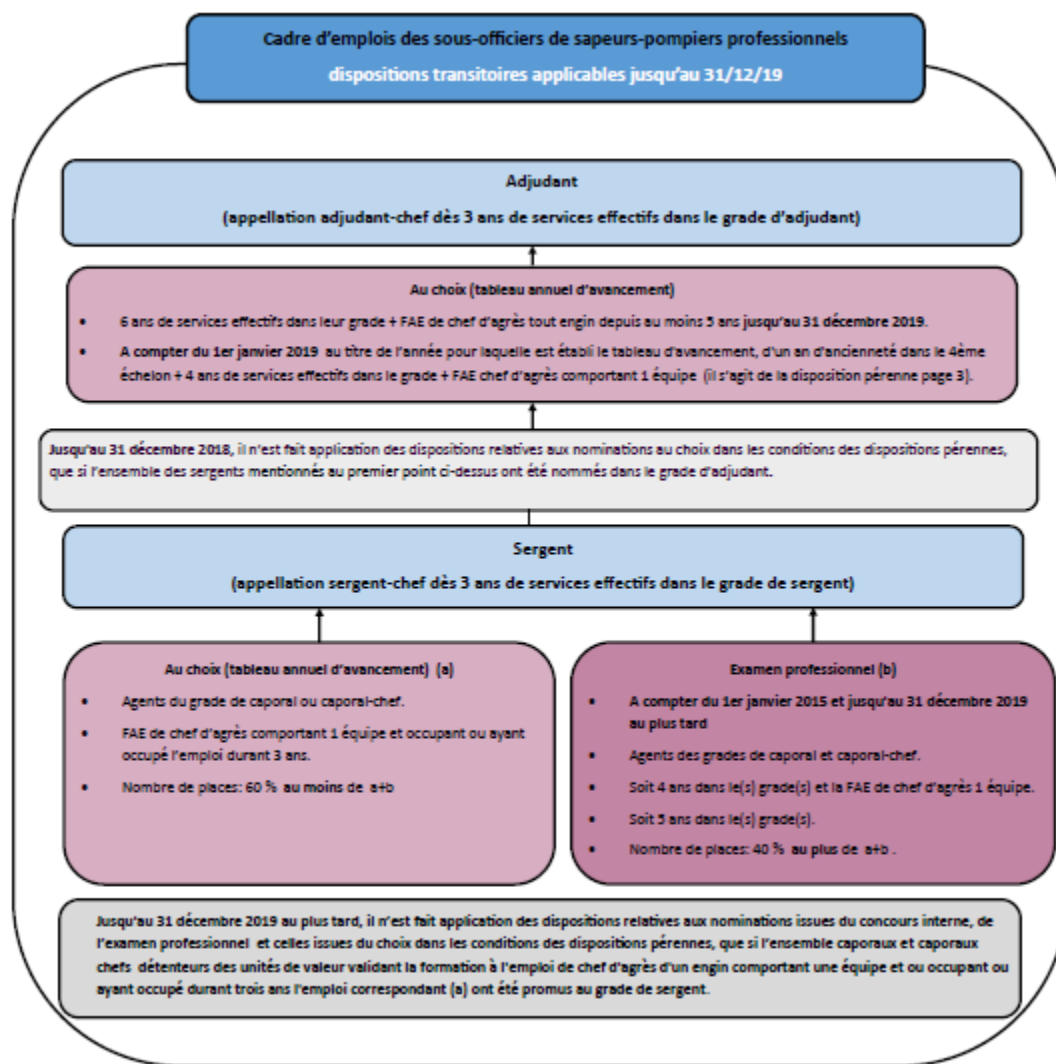 Cadre d'emplois des sous-officiers de sapeurs-pompiers professionnels
dispositions transitoires applicables jusqu'au 31/12/19
Adjudant
(appellation adjudant-chef dès 3 ans de services effectifs dans le grade d'adjudant)
Au choix (tableau annuel d'avancement)
• 6 ans de services effectifs dans leur grade + FAE de chef d'agrès tout engin depuis au moins 5 ans jusqu'au 31 décembre 2019.
• A compter du 1er janvier 2019 au titre de l'année pour laquelle est établi le tableau d'avancement, d'un an d'ancienneté dans le 4ème
échelon + 4 ans de services effectifs dans le grade + FAE chef d'agrès comportant 1 équipe (il s'agit de la disposition pérenne page 3).
Jusqu'au 31 décembre 2018, il n'est fait application des dispositions relatives aux nominations au choix dans les conditions des dispositions pérennes,
que si l'ensemble des sergents mentionnés au premier point ci-dessus ont été nommés dans le grade d'adjudant.
Sergent
(appellation sergent-chef dès 3 ans de services effectifs dans le grade de sergent)
Au choix (tableau annuel d'avancement) (a)
• Agents du grade de caporal ou caporal-chef.
• FAE de chef d'agrès comportant 1 équipe et occupant ou ayant
occupé l'emploi durant 3 ans.
• Nombre de places: 60 % au moins de a+b
Examen professionnel (b)
• A compter du 1er janvier 2015 et jusqu'au 31 décembre 2019
au plus tard
• Agents des grades de caporal et caporal-chef.
• Soit 4 ans dans le(s) grade(s) et la FAE de chef d'agrès 1 équipe.
• Soit 5 ans dans le(s) grade(s).
• Nombre de places: 40 % au plus de a+b .
Jusqu'au 31 décembre 2019 au plus tard, il n'est fait application des dispositions relatives aux nominations issues du concours interne, de
l'examen professionnel et celles issues du choix dans les conditions des dispositions pérennes, que si l'ensemble caporaux et caporaux
chefs détenteurs des unités de valeur validant la formation à l'emploi de chef d'agrès d'un engin comportant une équipe et ou occupant ou
ayant occupé durant trois ans l'emploi correspondant (a) ont été promus au grade de sergent.